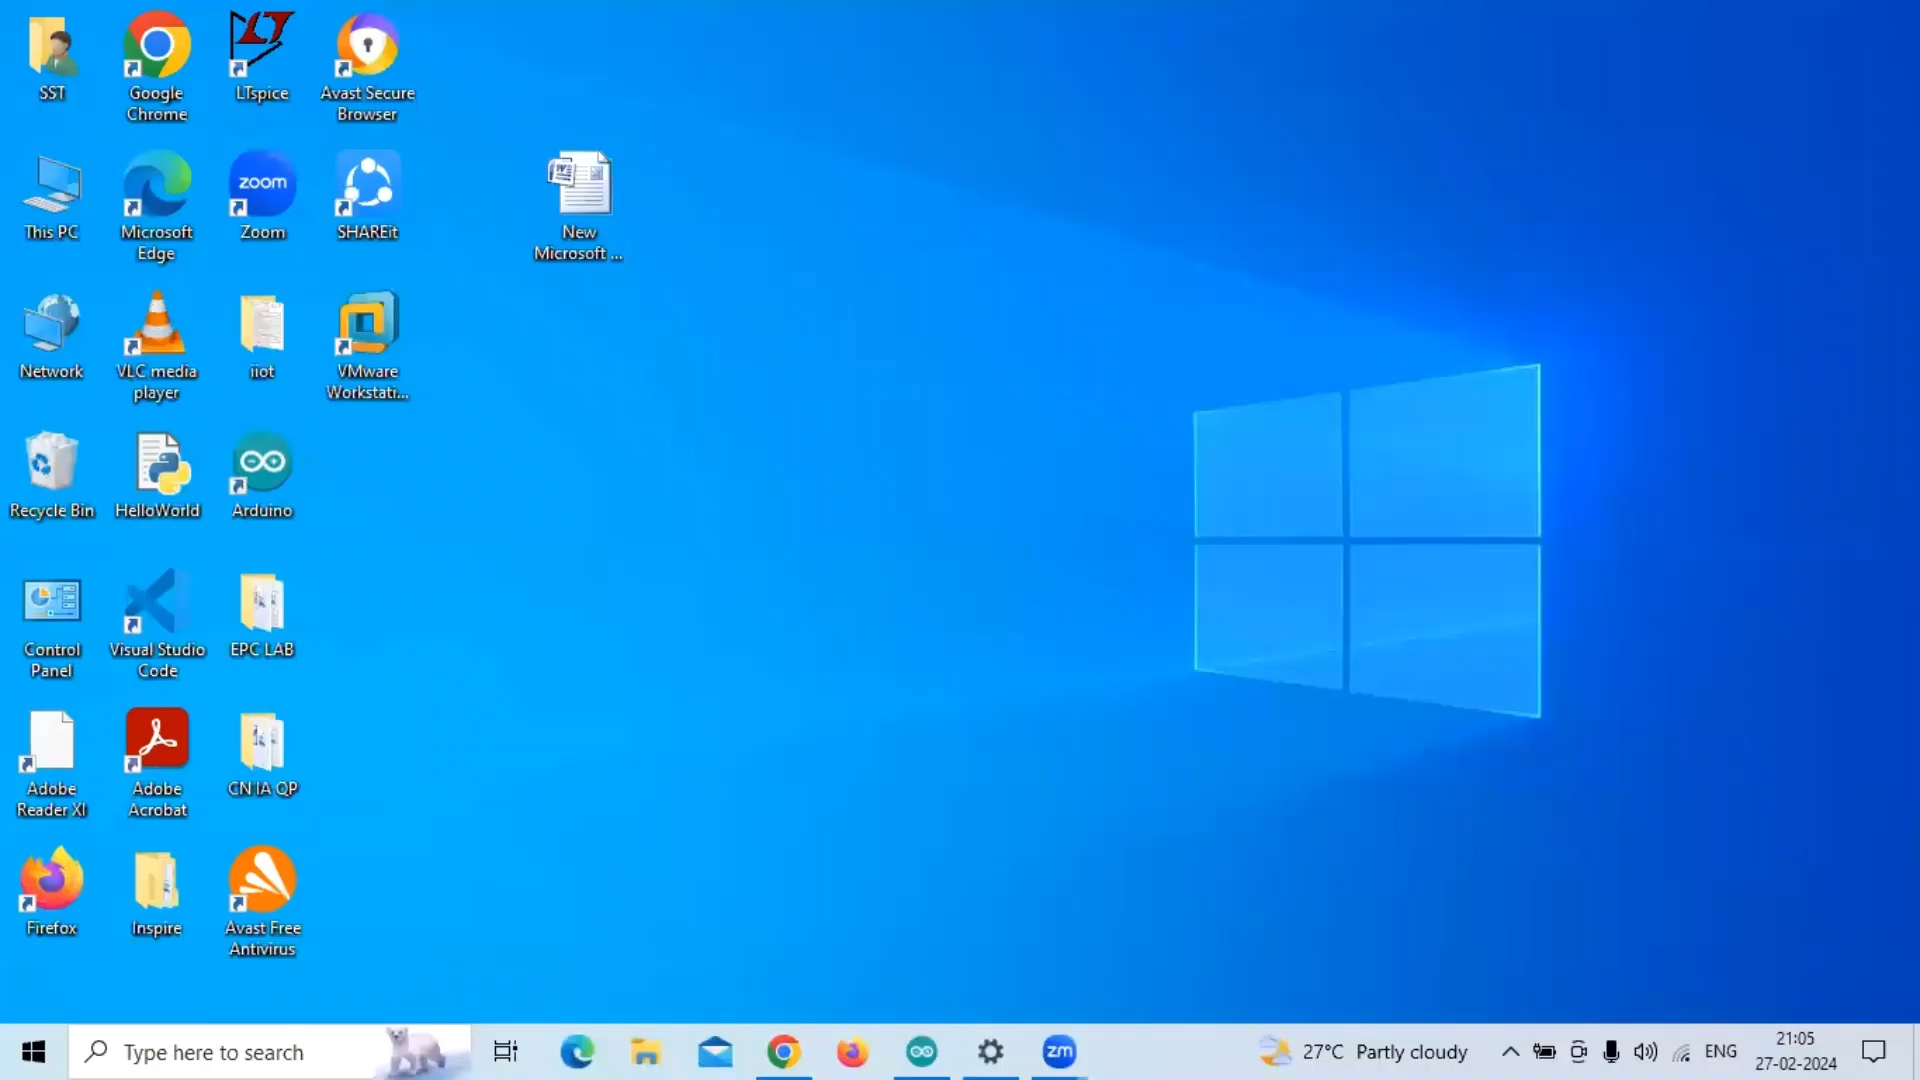 SST
Google
Chrome
LTspice
Avast Secure
Browser
This PC
Microsoft
Edge
zoom
Zoom
SHAREit
W
New
Microsoft ...
Network
VLC media
player
iiot
VMware
Workstati...
Recycle Bin
HelloWorld
Arduino
Control
Panel
Visual Studio
Code
EPC LAB
Adobe
Reader XI
Adobe
Acrobat
CN IA QP
Firefox
Inspire
Avast Free
Antivirus
Type here to search
zm
27°C Partly cloudy
ENG
21:05
27-02-2024